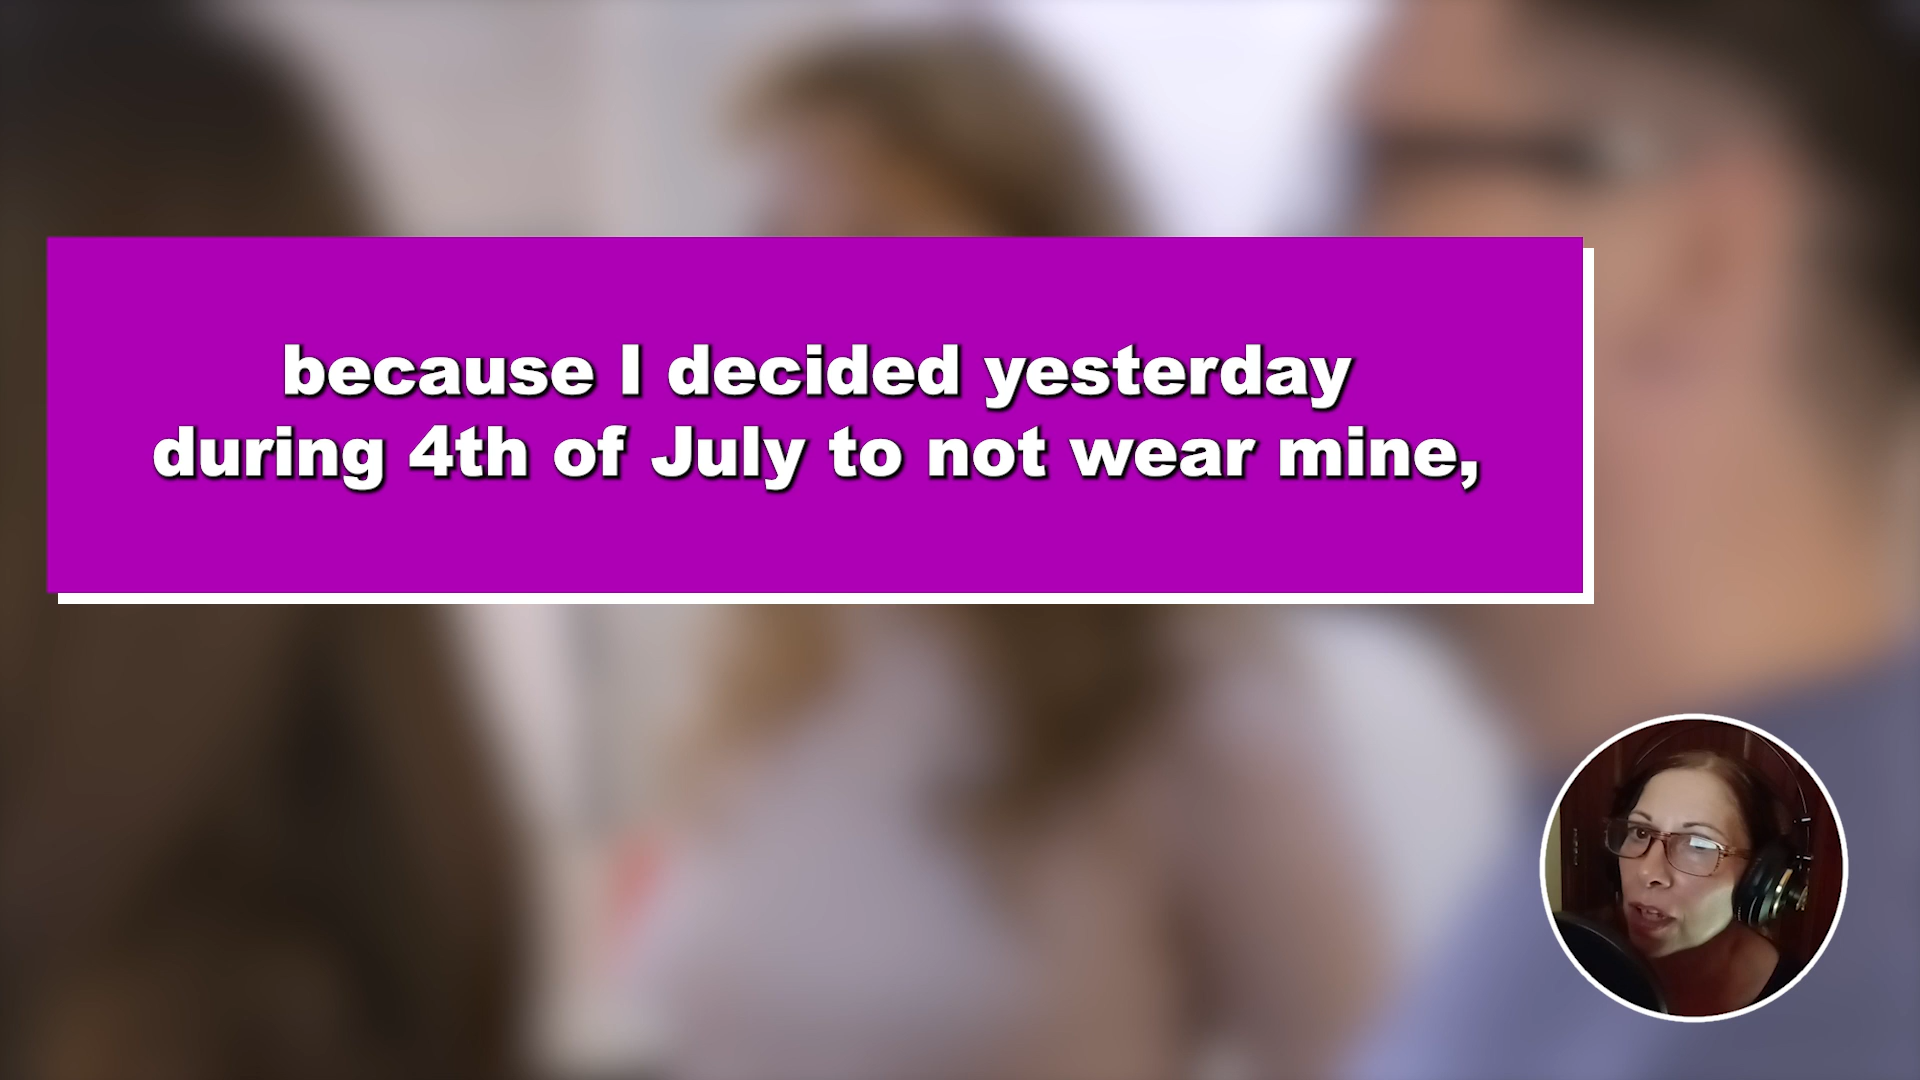 because I decided yesterday
during 4th of July to not wear mine,